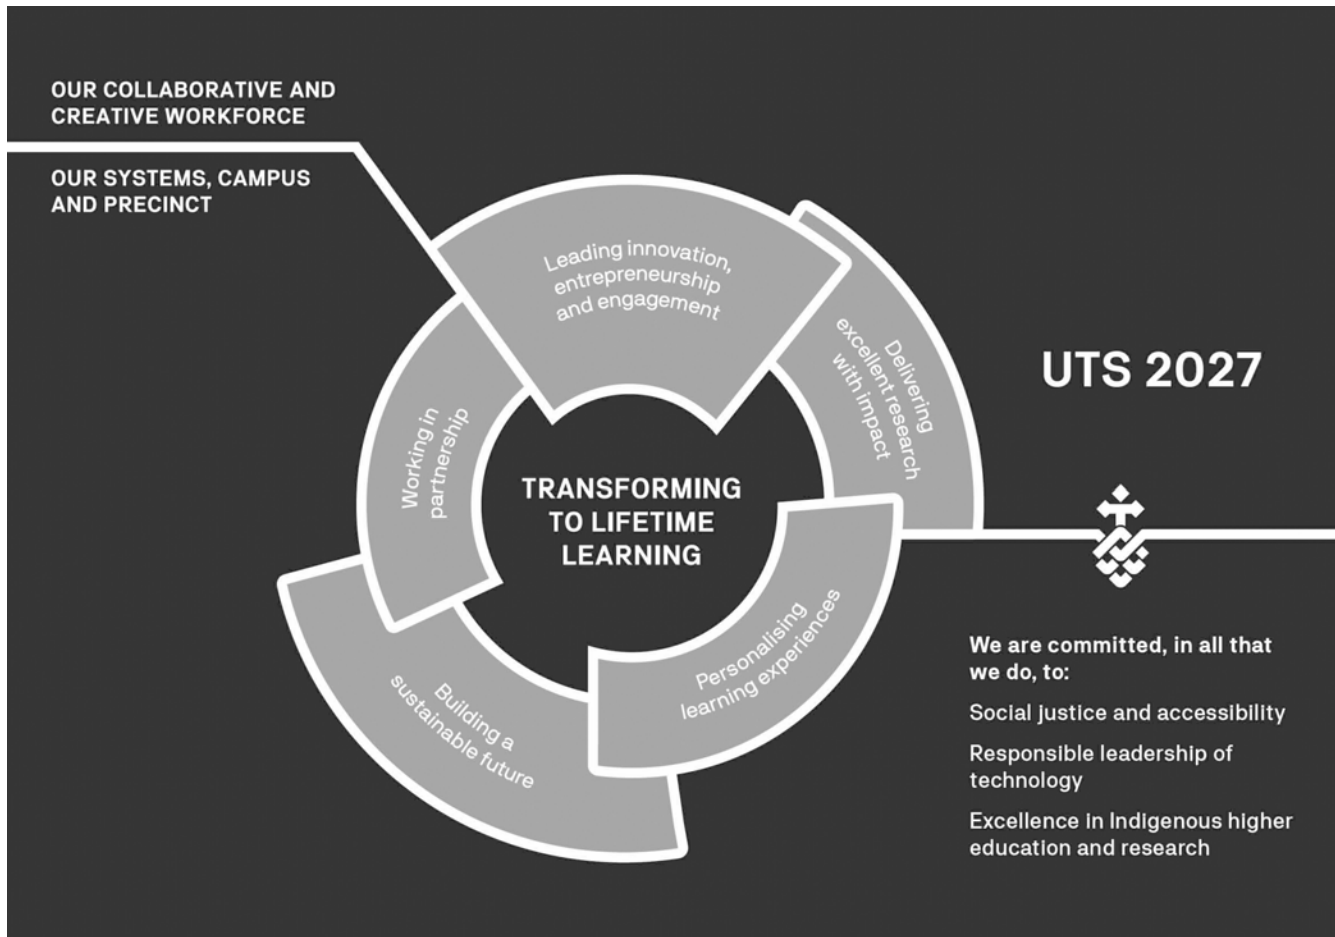 OUR COLLABORATIVE AND
CREATIVE WORKFORCE
OUR SYSTEMS, CAMPUS
AND PRECINCT
Leading innovation,
entrepreneurship
and engagement
Delivering
excellent research
with impact
Working in
partnership
TRANSFORMING
TO LIFETIME
LEARNING
Personalising
learning experiences
Building a
sustainable future
UTS 2027
We are committed, in all that
we do, to:
Social justice and accessibility
Responsible leadership of
technology
Excellence in Indigenous higher
education and research